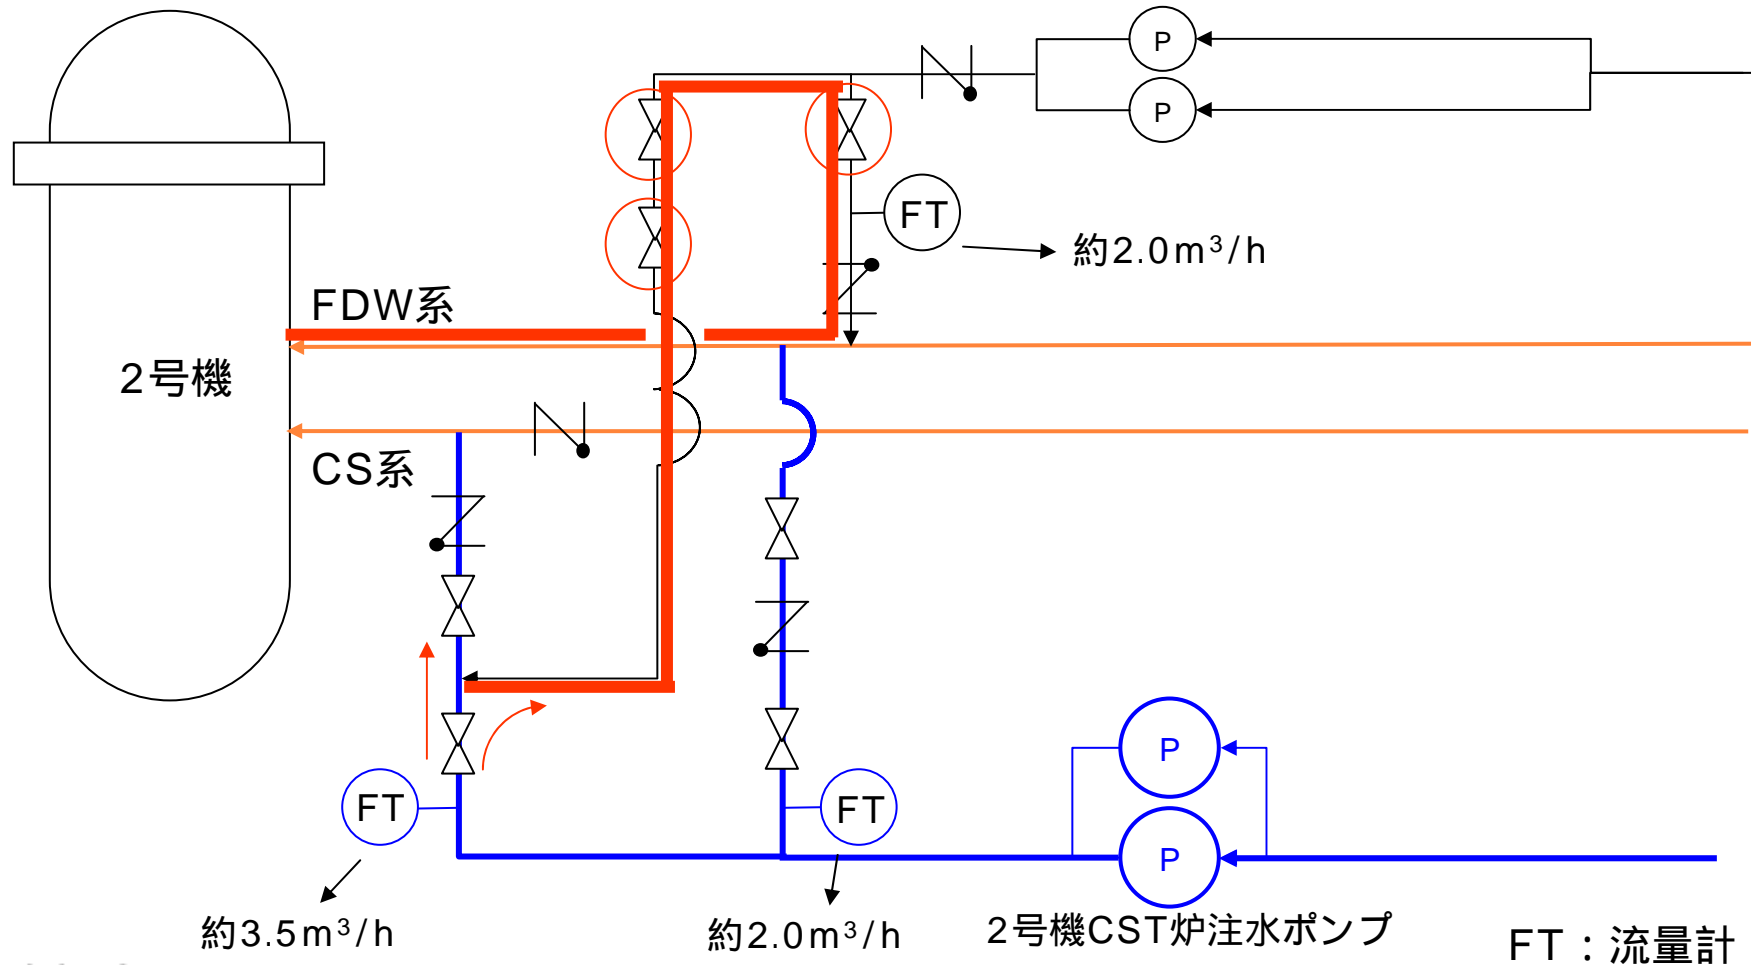 P
P
FT
約2.0m³/h
FDW系
2号機
CS系
P
FT
FT
P
約3.5m³/h
約2.0m³/h
2号機CST炉注水ポンプ
FT：流量計